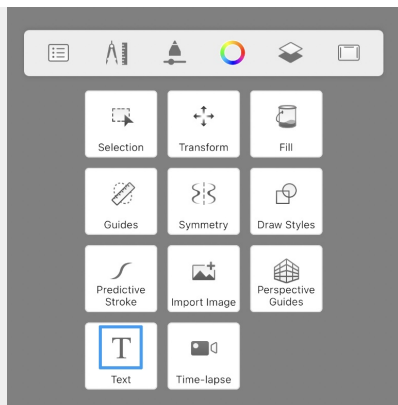 Selection
Transform
Fill
Guides
Symmetry
Draw Styles
Predictive
Stroke
Import Image
Perspective
Guides
T
Text
Time-lapse